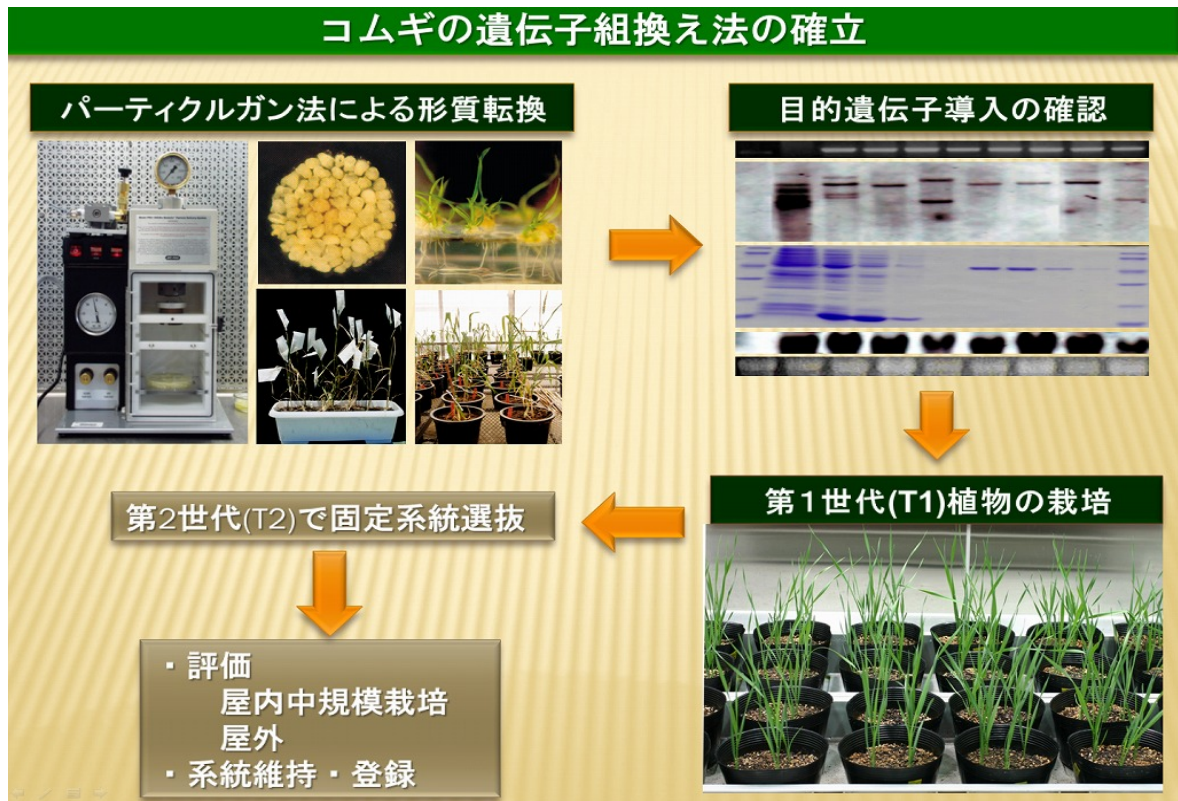 コムギの遺伝子組換え法の確立
パーティクルガン法による形質転換
目的遺伝子導入の確認
第1世代(T1)植物の栽培
第2世代(T2)で固定系統選抜
・評価
屋内中規模栽培
屋外
・系統維持・登録